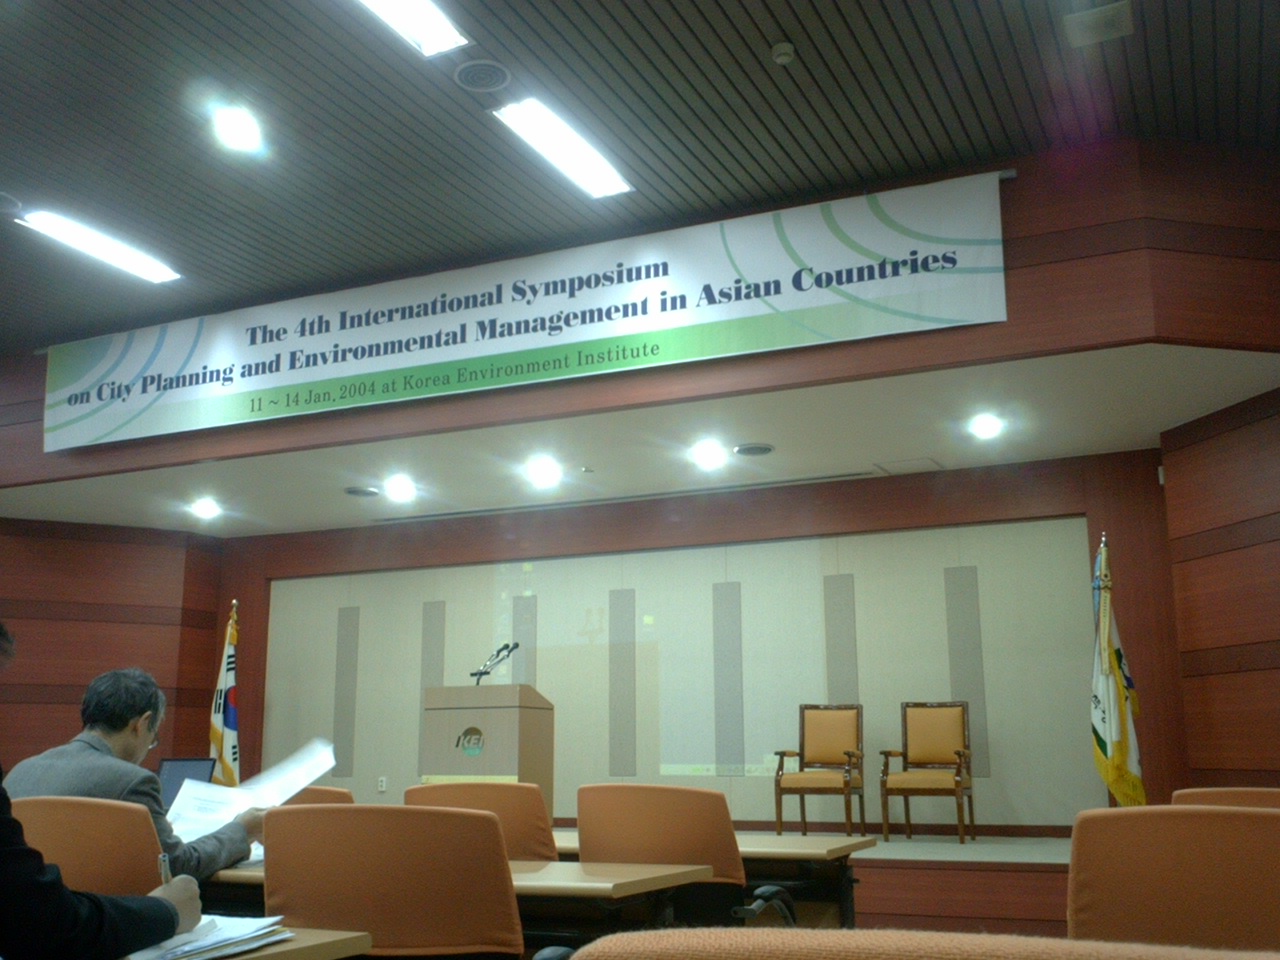 The 4th International Symposium
on City Planning and Environmental Management in Asian Countries
11 ~ 14 Jan. 2004 at Korea Environment Institute
KEI